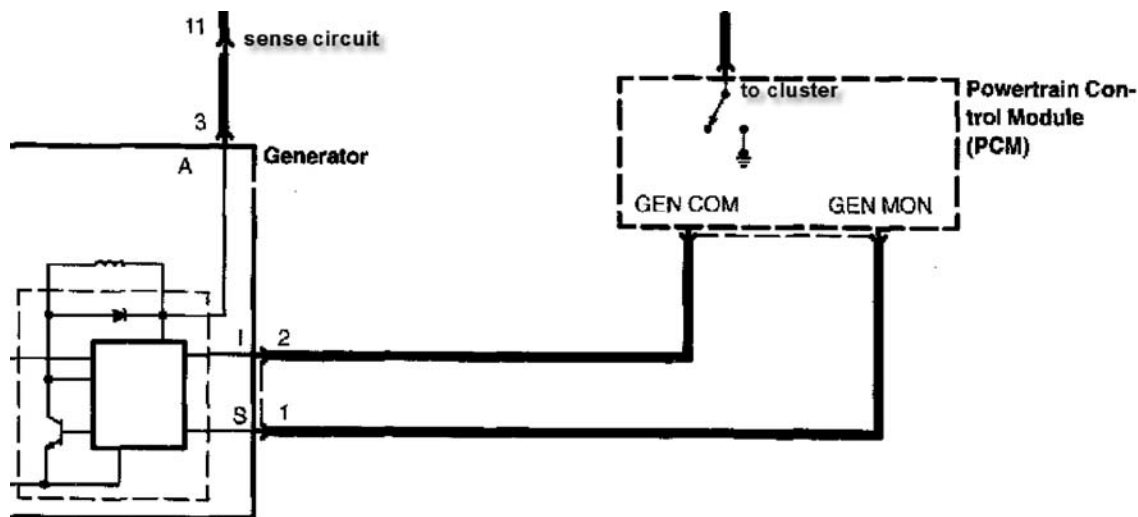 11
sense circuit
to cluster
Powertrain Con-
trol Module
(PCM)
3
A
Generator
GEN COM
GEN MON
I
2
S
1